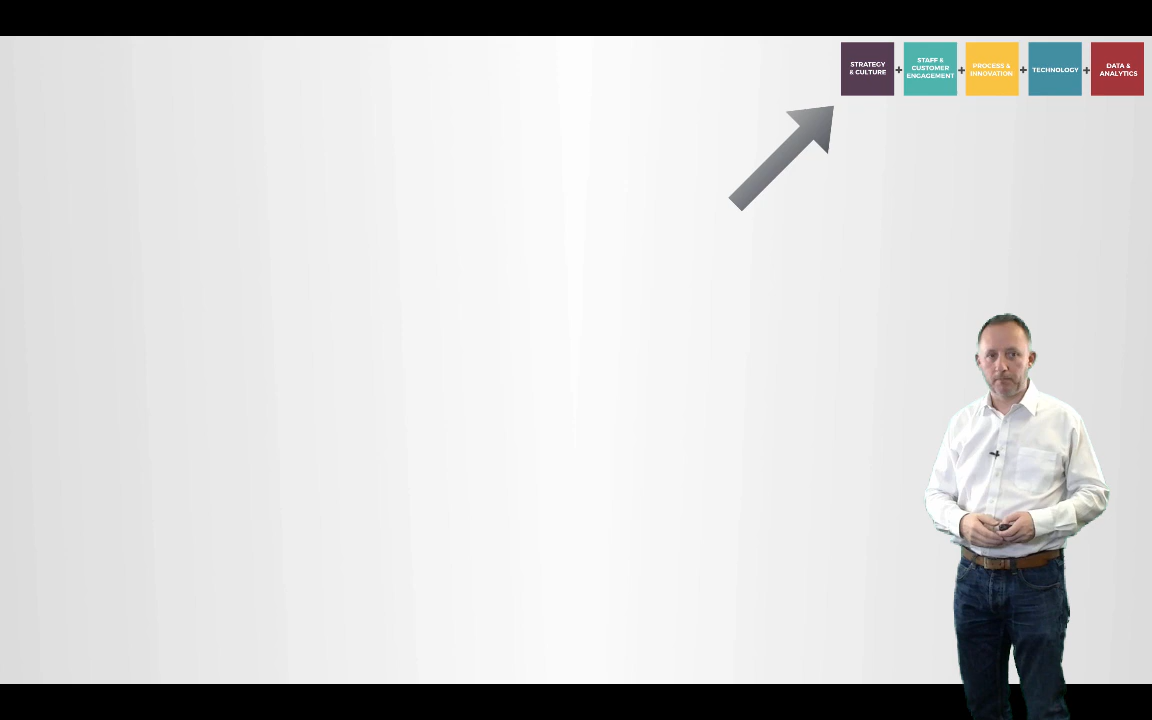 STRATEGY
& CULTURE
+
STAFF &
CUSTOMER
ENGAGEMENT
+
PROCESS &
INNOVATION
+
TECHNOLOGY
+
DATA &
ANALYTICS